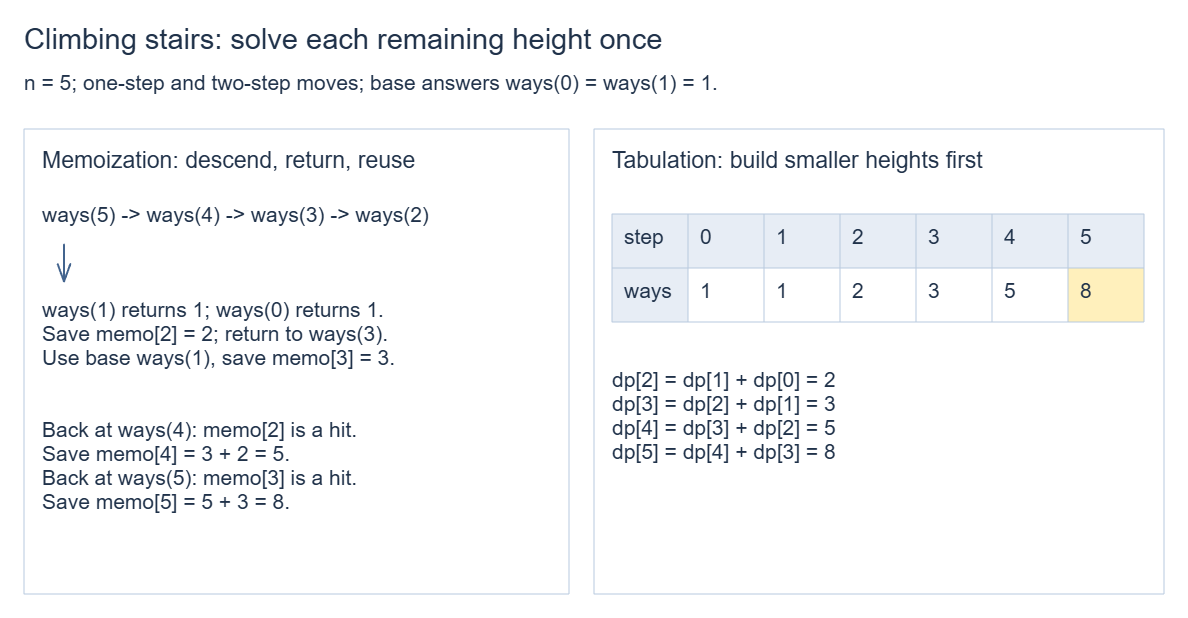 Climbing stairs: solve each remaining height once
n = 5; one-step and two-step moves; base answers ways(0) = ways(1) = 1.
Memoization: descend, return, reuse
ways(5) -> ways(4) -> ways(3) -> ways(2)
ways(1) returns 1; ways(0) returns 1.
Save memo[2] = 2; return to ways(3).
Use base ways(1), save memo[3] = 3.
Back at ways(4): memo[2] is a hit.
Save memo[4] = 3 + 2 = 5.
Back at ways(5): memo[3] is a hit.
Save memo[5] = 5 + 3 = 8.
Tabulation: build smaller heights first
step 0 1 2 3 4 5
ways 1 1 2 3 5 8
dp[2] = dp[1] + dp[0] = 2
dp[3] = dp[2] + dp[1] = 3
dp[4] = dp[3] + dp[2] = 5
dp[5] = dp[4] + dp[3] = 8